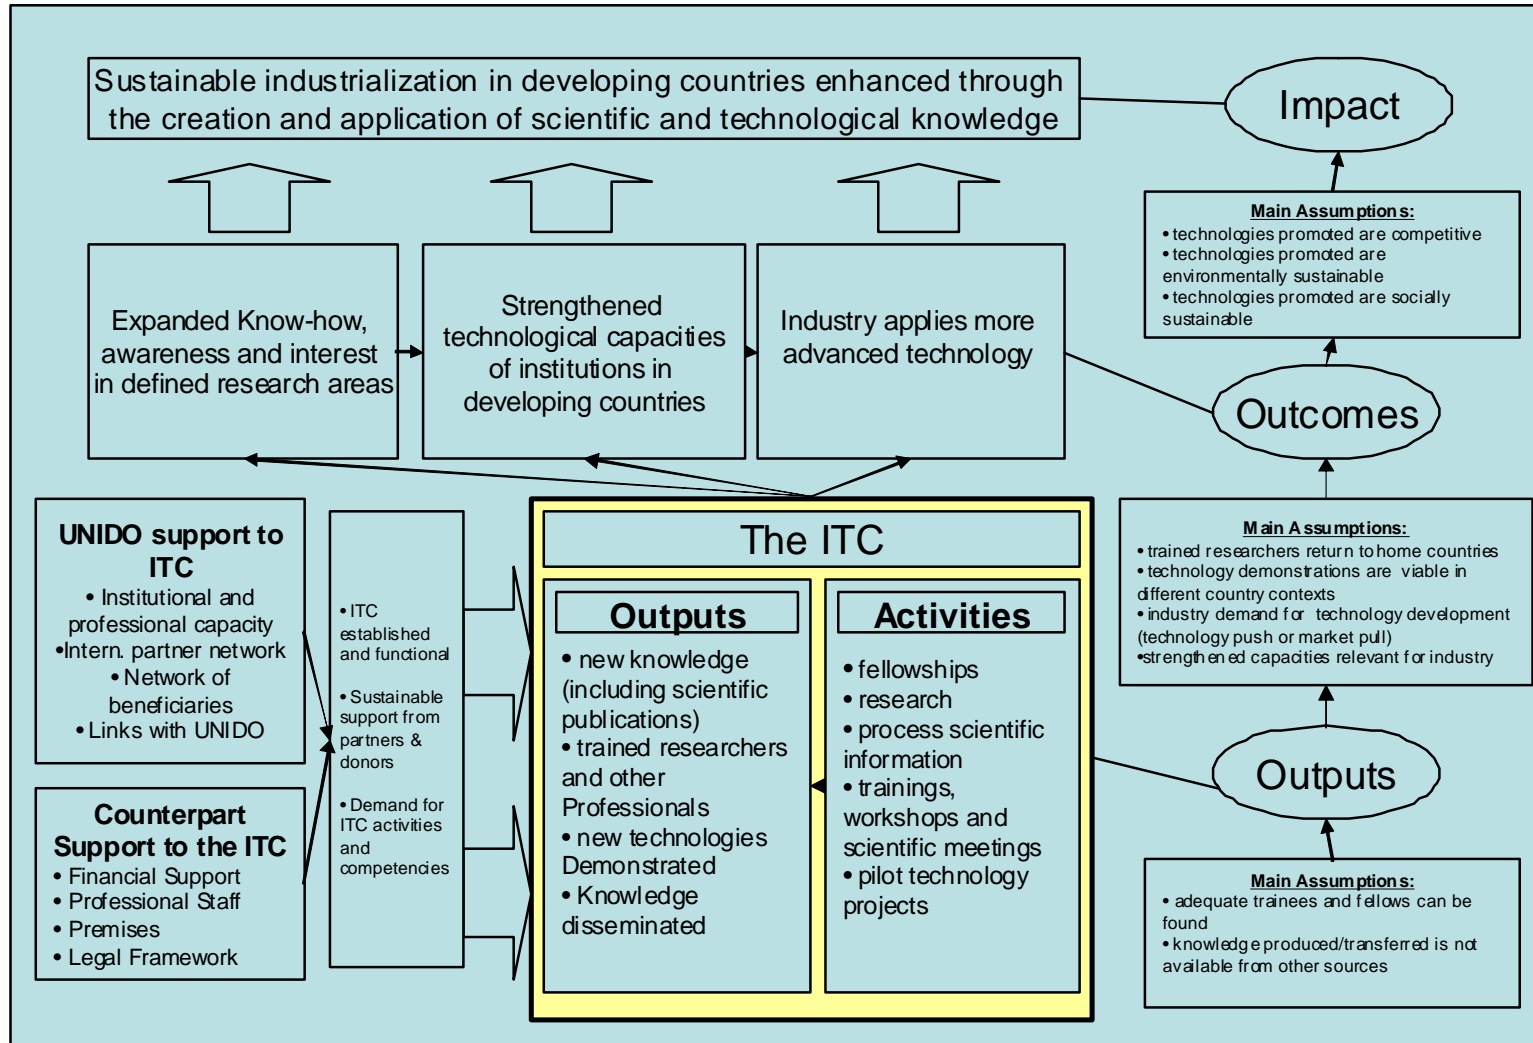 Sustainable industrialization in developing countries enhanced through
the creation and application of scientific and technological knowledge
Impact
Main Assumptions:
• technologies promoted are competitive
• technologies promoted are
environmentally sustainable
• technologies promoted are socially
sustainable
Expanded Know-how,
awareness and interest
in defined research areas
Strengthened
technological capacities
of institutions in
developing countries
Industry applies more
advanced technology
Outcomes
UNIDO support to
ITC
• Institutional and
professional capacity
•Intern. partner network
• Network of
beneficiaries
• Links with UNIDO
Counterpart
Support to the ITC
• Financial Support
• Professional Staff
• Premises
• Legal Framework
• ITC
established
and functional
• Sustainable
support from
partners &
donors
• Demand for
ITC activities
and
competencies
The ITC
Outputs
• new knowledge
(including scientific
publications)
• trained researchers
and other
Professionals
• new technologies
Demonstrated
• Knowledge
disseminated
Activities
• fellowships
• research
• process scientific
information
• trainings,
workshops and
scientific meetings
• pilot technology
projects
Main Assumptions:
• trained researchers return to home countries
• technology demonstrations are viable in
different country contexts
• industry demand for technology development
(technology push or market pull)
•strengthened capacities relevant for industry
Outputs
Main Assumptions:
• adequate trainees and fellows can be
found
• knowledge produced/transferred is not
available from other sources